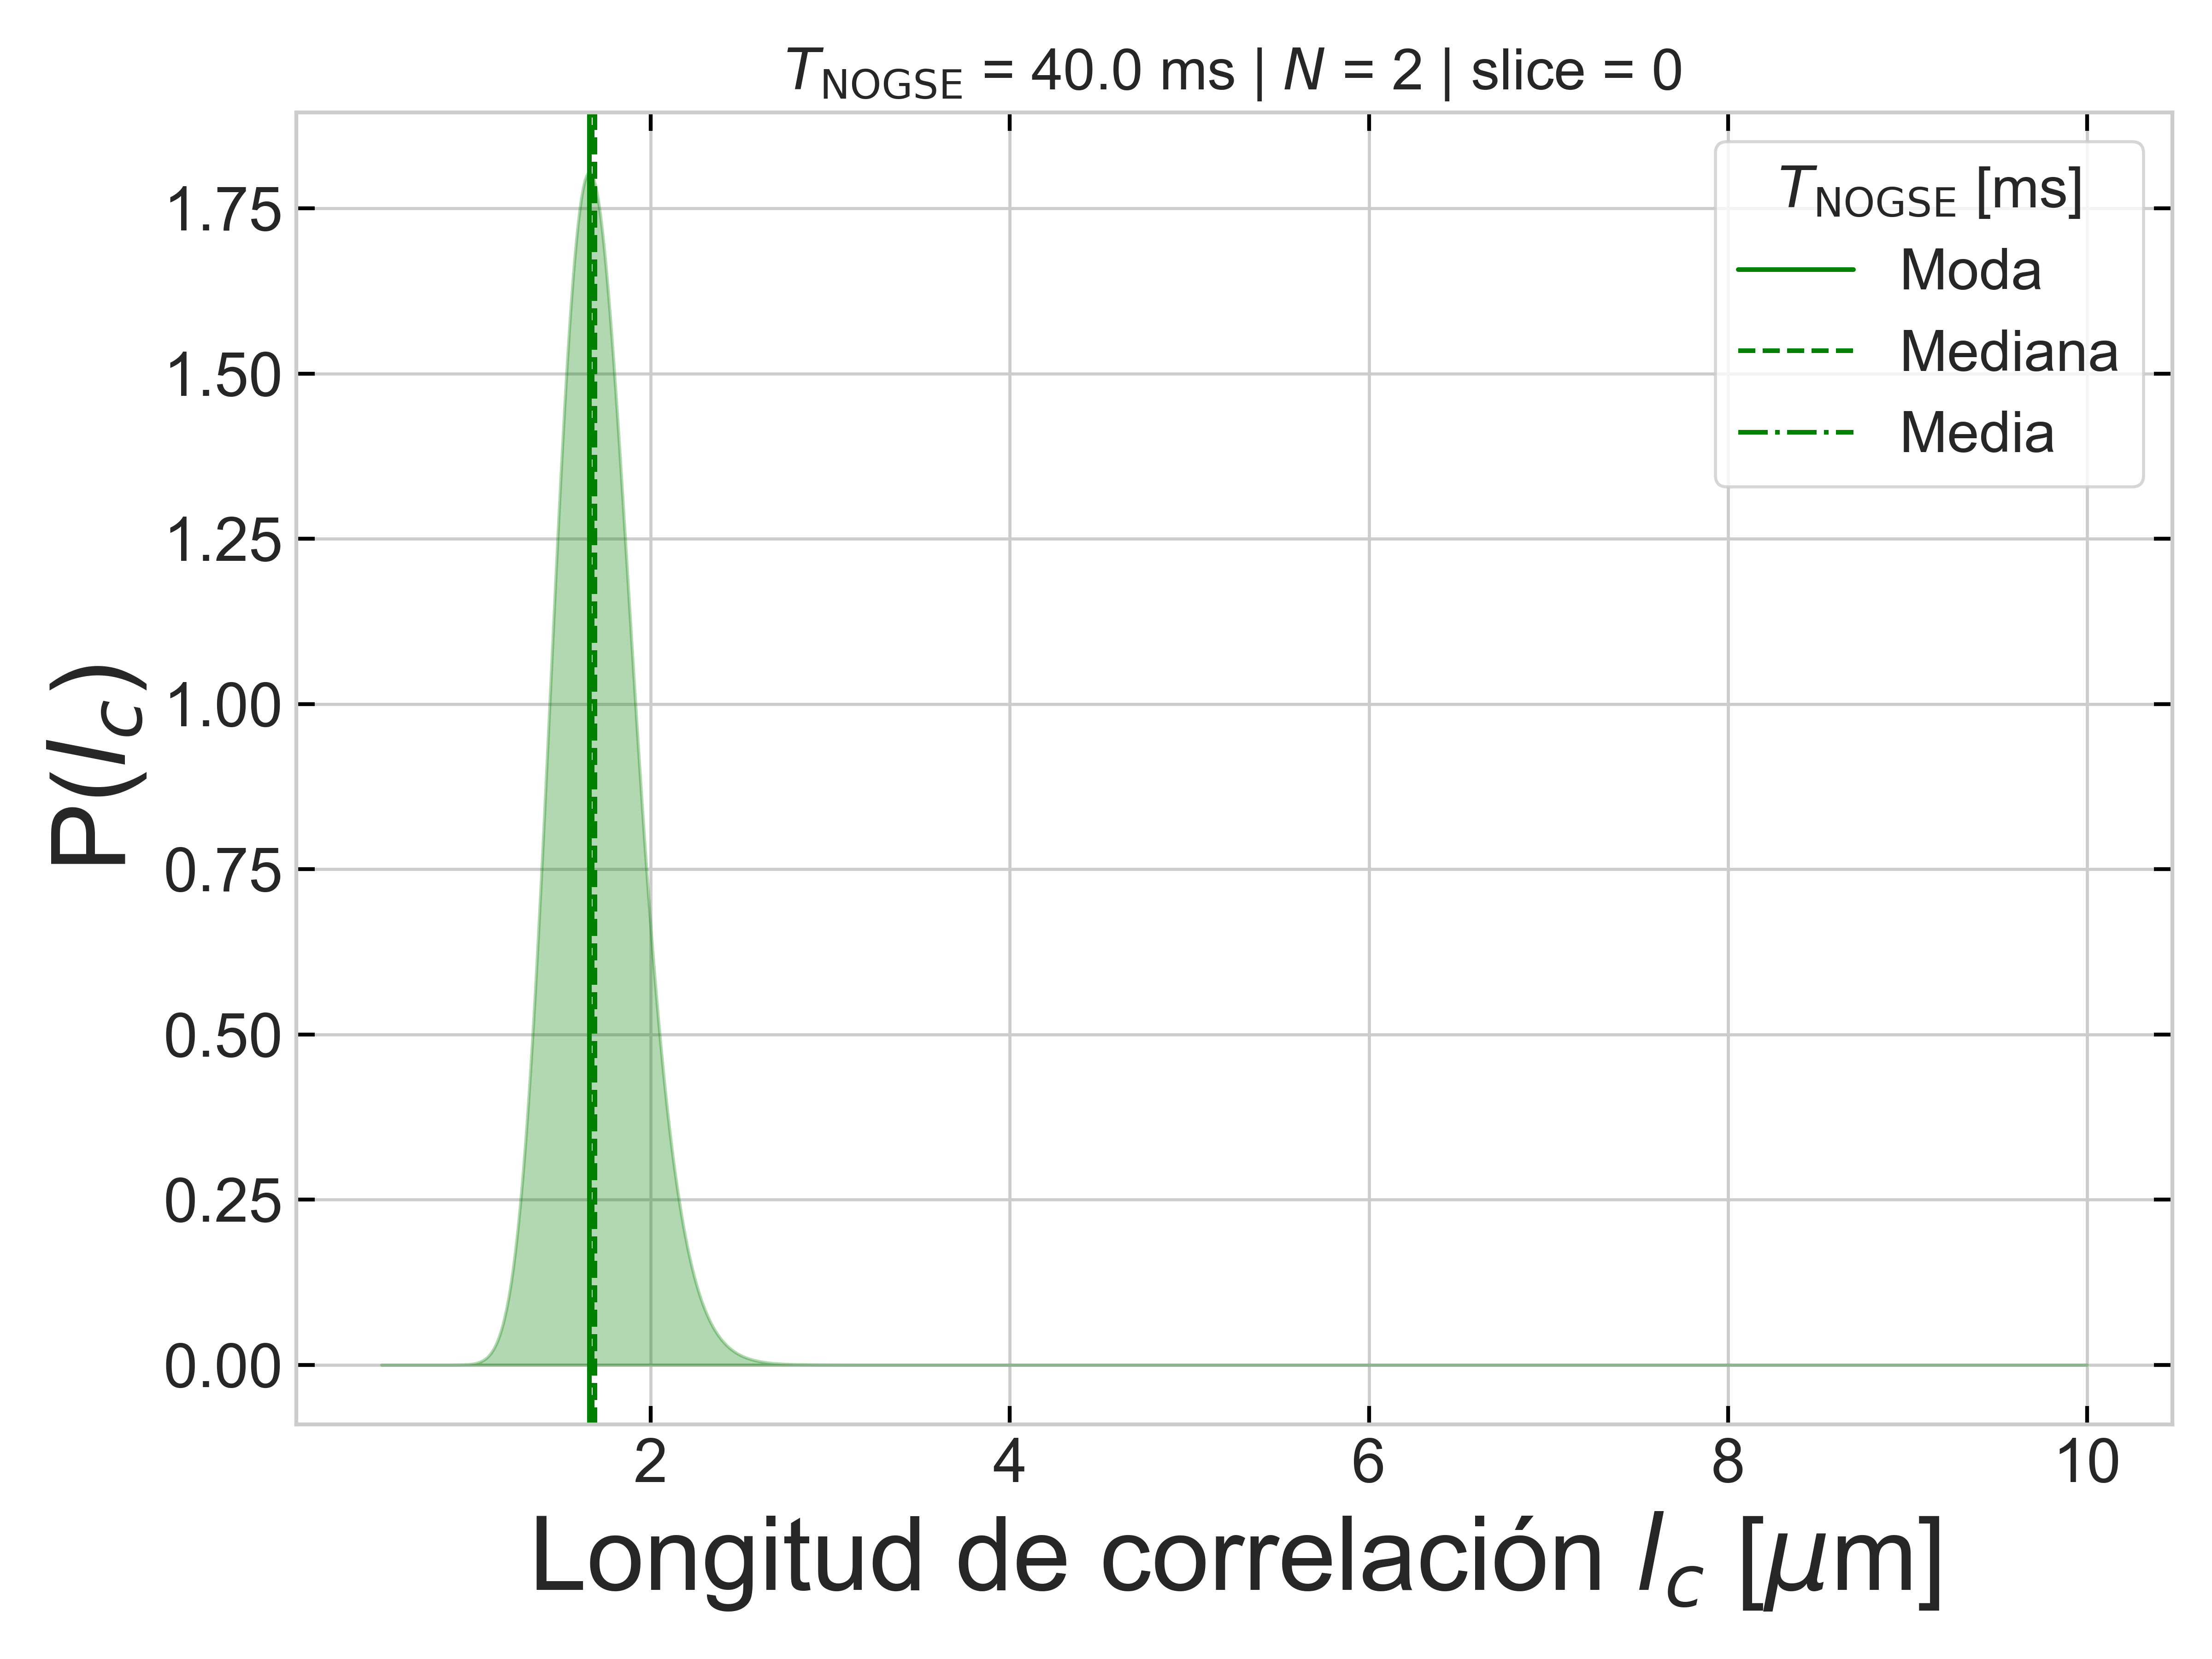 T_NOGSE = 40.0 ms | N = 2 | slice = 0
T_NOGSE [ms]
Moda
Mediana
Media
P(l_c)
1.75
1.50
1.25
1.00
0.75
0.50
0.25
0.00
2 4 6 8 10
Longitud de correlación l_c [μm]